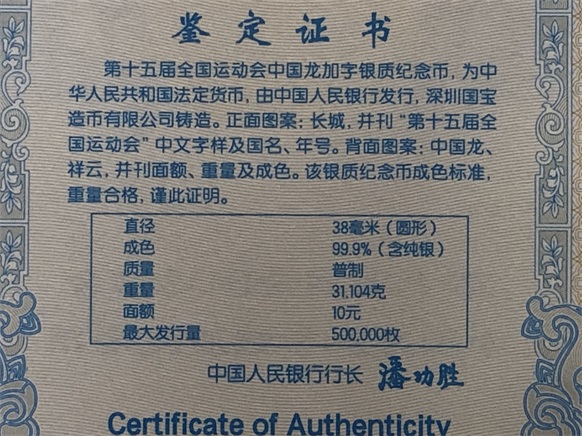 鉴定证书
第十五届全国运动会中国龙加字银质纪念币,为中
华人民共和国法定货币,由中国人民银行发行,深圳国宝
造币有限公司铸造。正面图案:长城,并刊“第十五届全
国运动会”中文字样及国名、年号。背面图案:中国龙、
祥云,并刊面额、重量及成色。该银质纪念币成色标准,
重量合格,谨此证明。
直径 38毫米(圆形)
成色 99.9%(含纯银)
质量 普制
重量 31.104克
面额 10元
最大发行量 500.000枚
中国人民银行行长 潘功胜
Certificate of Authenticity